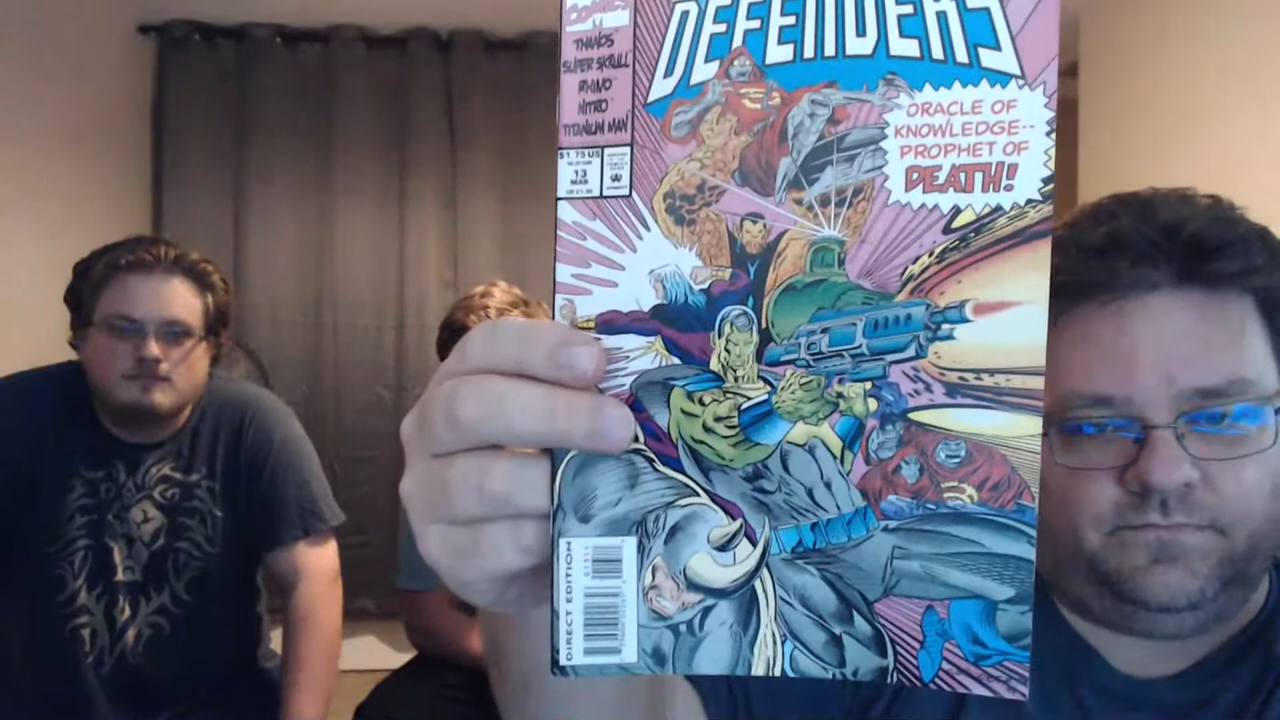 COMICS
DEFENDERS
THANOS
SUPER SKRULL
RHINO
NITRO
TITANIUM MAN
$1.75 US
13
MAR
ORACLE OF
KNOWLEDGE--
PROPHET OF
DEATH!
DIRECT EDITION